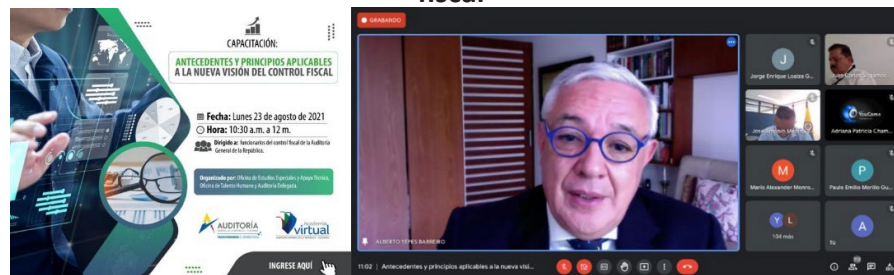 fiscal
CAPACITACIÓN:
ANTECEDENTES Y PRINCIPIOS APLICABLES
A LA NUEVA VISIÓN DEL CONTROL FISCAL
Fecha: Lunes 23 de agosto de 2021
Hora: 10:30 a.m. a 12 m.
Dirigido a: funcionarios del control fiscal de la Auditoría
General de la República.
Organizado por: Oficina de Estudios Especiales y Apoyo Técnico,
Oficina de Talento Humano y Auditoría Delegada.
AUDITORÍA
virtual
INGRESE AQUÍ
GRABANDO
ALBERTO YEPES BARREIRO
11:02 | Antecedentes y principios aplicables a la nueva visi...
J
Jorge Enrique Loaiza G...
YouCams
Adriana Patricia Cham...
M
Mario Alexander Monro...
P
Paulo Emilio Morillo Gu...
Y L
104 más
A
Tú